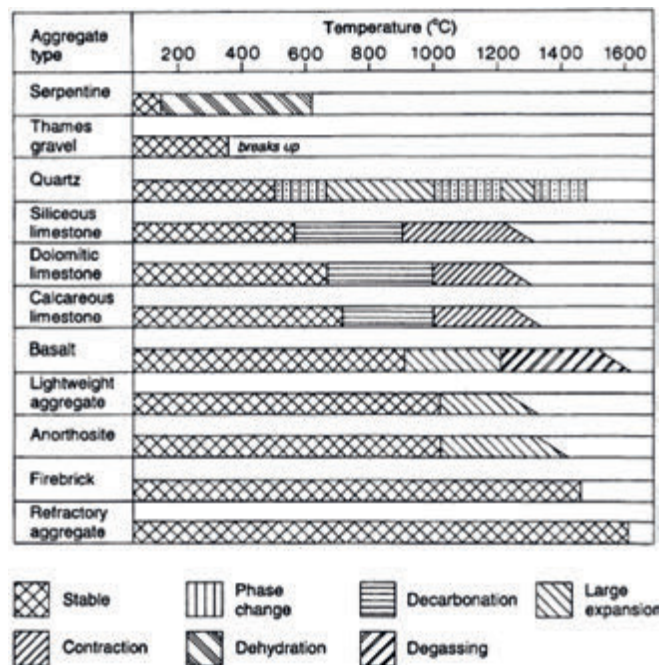 Aggregate type
Temperature (°C)
200 400 600 800 1000 1200 1400 1600
Serpentine
Thames gravel
breaks up
Quartz
Siliceous limestone
Dolomitic limestone
Calcareous limestone
Basalt
Lightweight aggregate
Anorthosite
Firebrick
Refractory aggregate
Stable
Phase change
Decarbonation
Large expansion
Contraction
Dehydration
Degassing